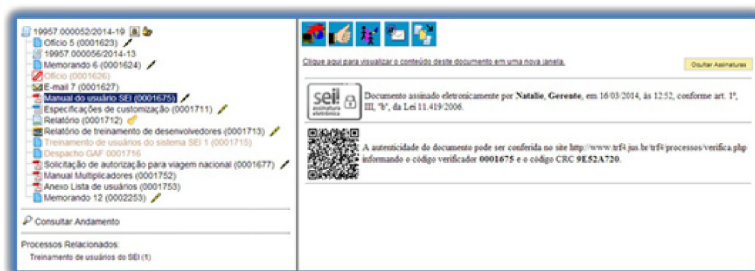 19957.000052/2014-19
Ofício 5 (0001623)
19957.000056/2014-13
Memorando 6 (0001624)
Ofício (0001626)
E-mail 7 (0001627)
Manual do usuário SEI (0001675)
Especificações de customização (0001711)
Relatório (0001712)
Relatório de treinamento de desenvolvedores (0001713)
Treinamento de usuários do sistema SEI 1 (0001715)
Despacho GAF 0001716
Solicitação de autorização para viagem nacional (0001677)
Manual Multiplicadores (0001752)
Anexo Lista de usuários (0001753)
Memorando 12 (0002253)
Consultar Andamento
Processos Relacionados:
Treinamento de usuários do SEI (1)
Clique aqui para visualizar o conteúdo deste documento em uma nova janela.
Ocultar Assinaturas
sei!
assinatura
eletrônica
Documento assinado eletronicamente por Natalie, Gerente, em 16/03/2014, às 12:52, conforme art. 1º,
III, "b", da Lei 11.419/2006.
A autenticidade do documento pode ser conferida no site http://www.trf4.jus.br/trf4/processos/verifica.php
informando o código verificador 0001675 e o código CRC 9E52A720.